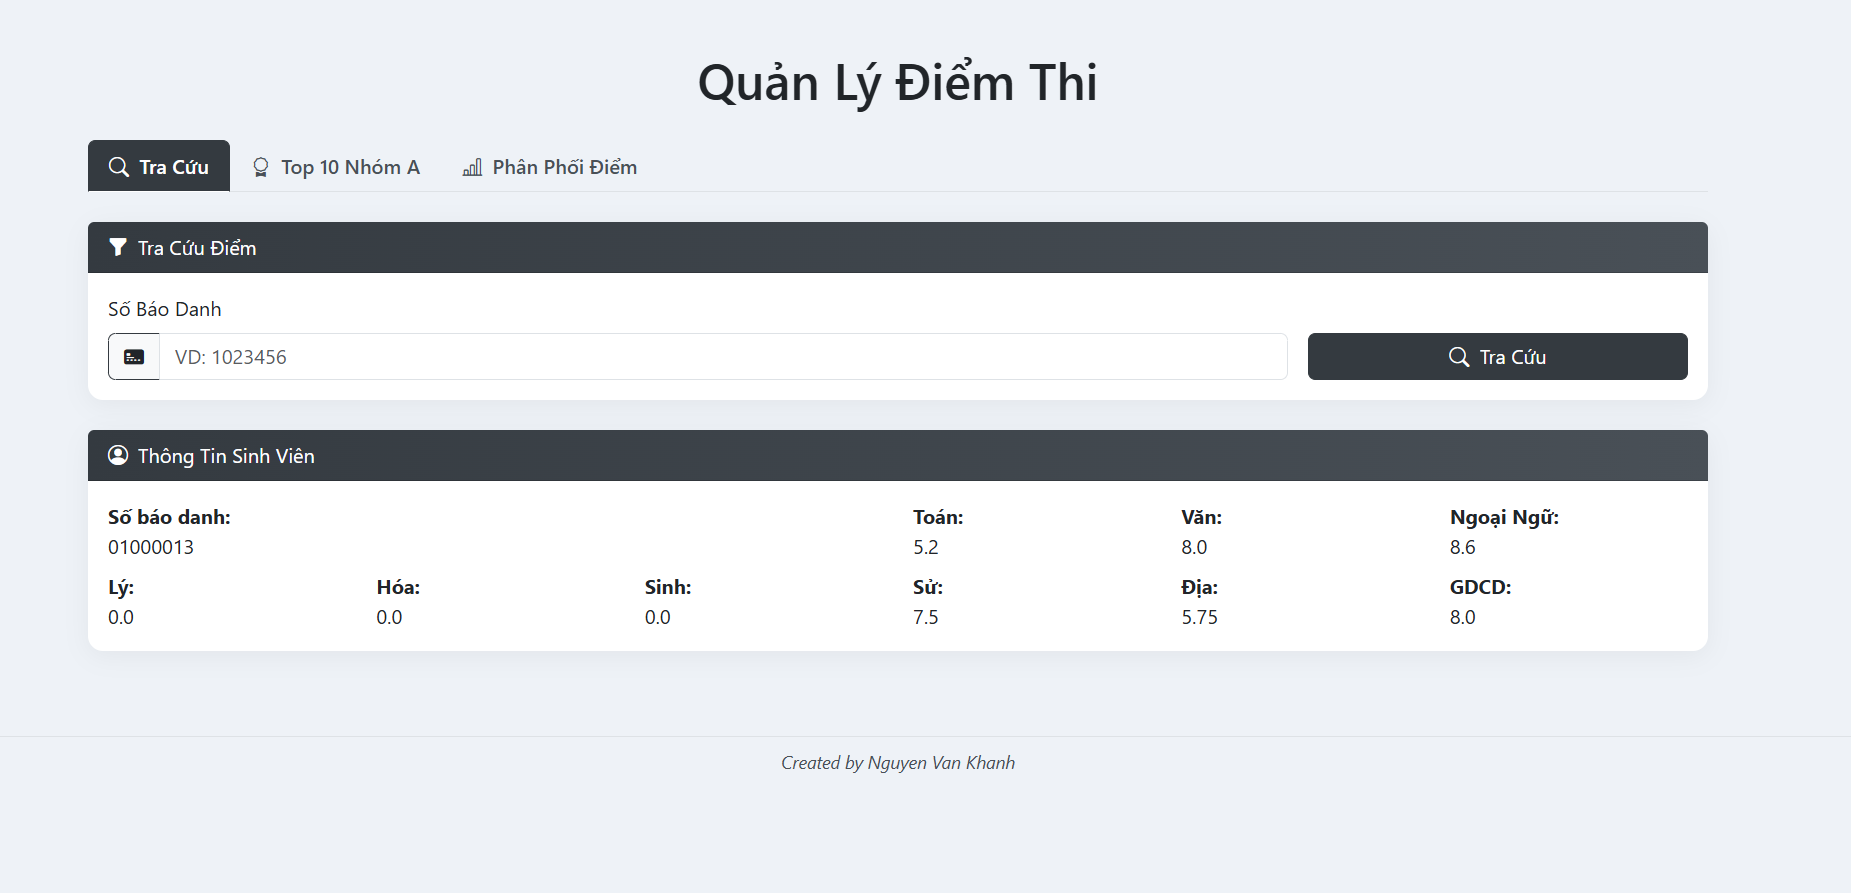 Quản Lý Điểm Thi
Tra Cứu Top 10 Nhóm A Phân Phối Điểm
Tra Cứu Điểm
Số Báo Danh
VD: 1023456 Tra Cứu
Thông Tin Sinh Viên
Số báo danh: Toán: Văn: Ngoại Ngữ:
01000013 5.2 8.0 8.6
Lý: Hóa: Sinh: Sử: Địa: GDCD:
0.0 0.0 0.0 7.5 5.75 8.0
Created by Nguyen Van Khanh